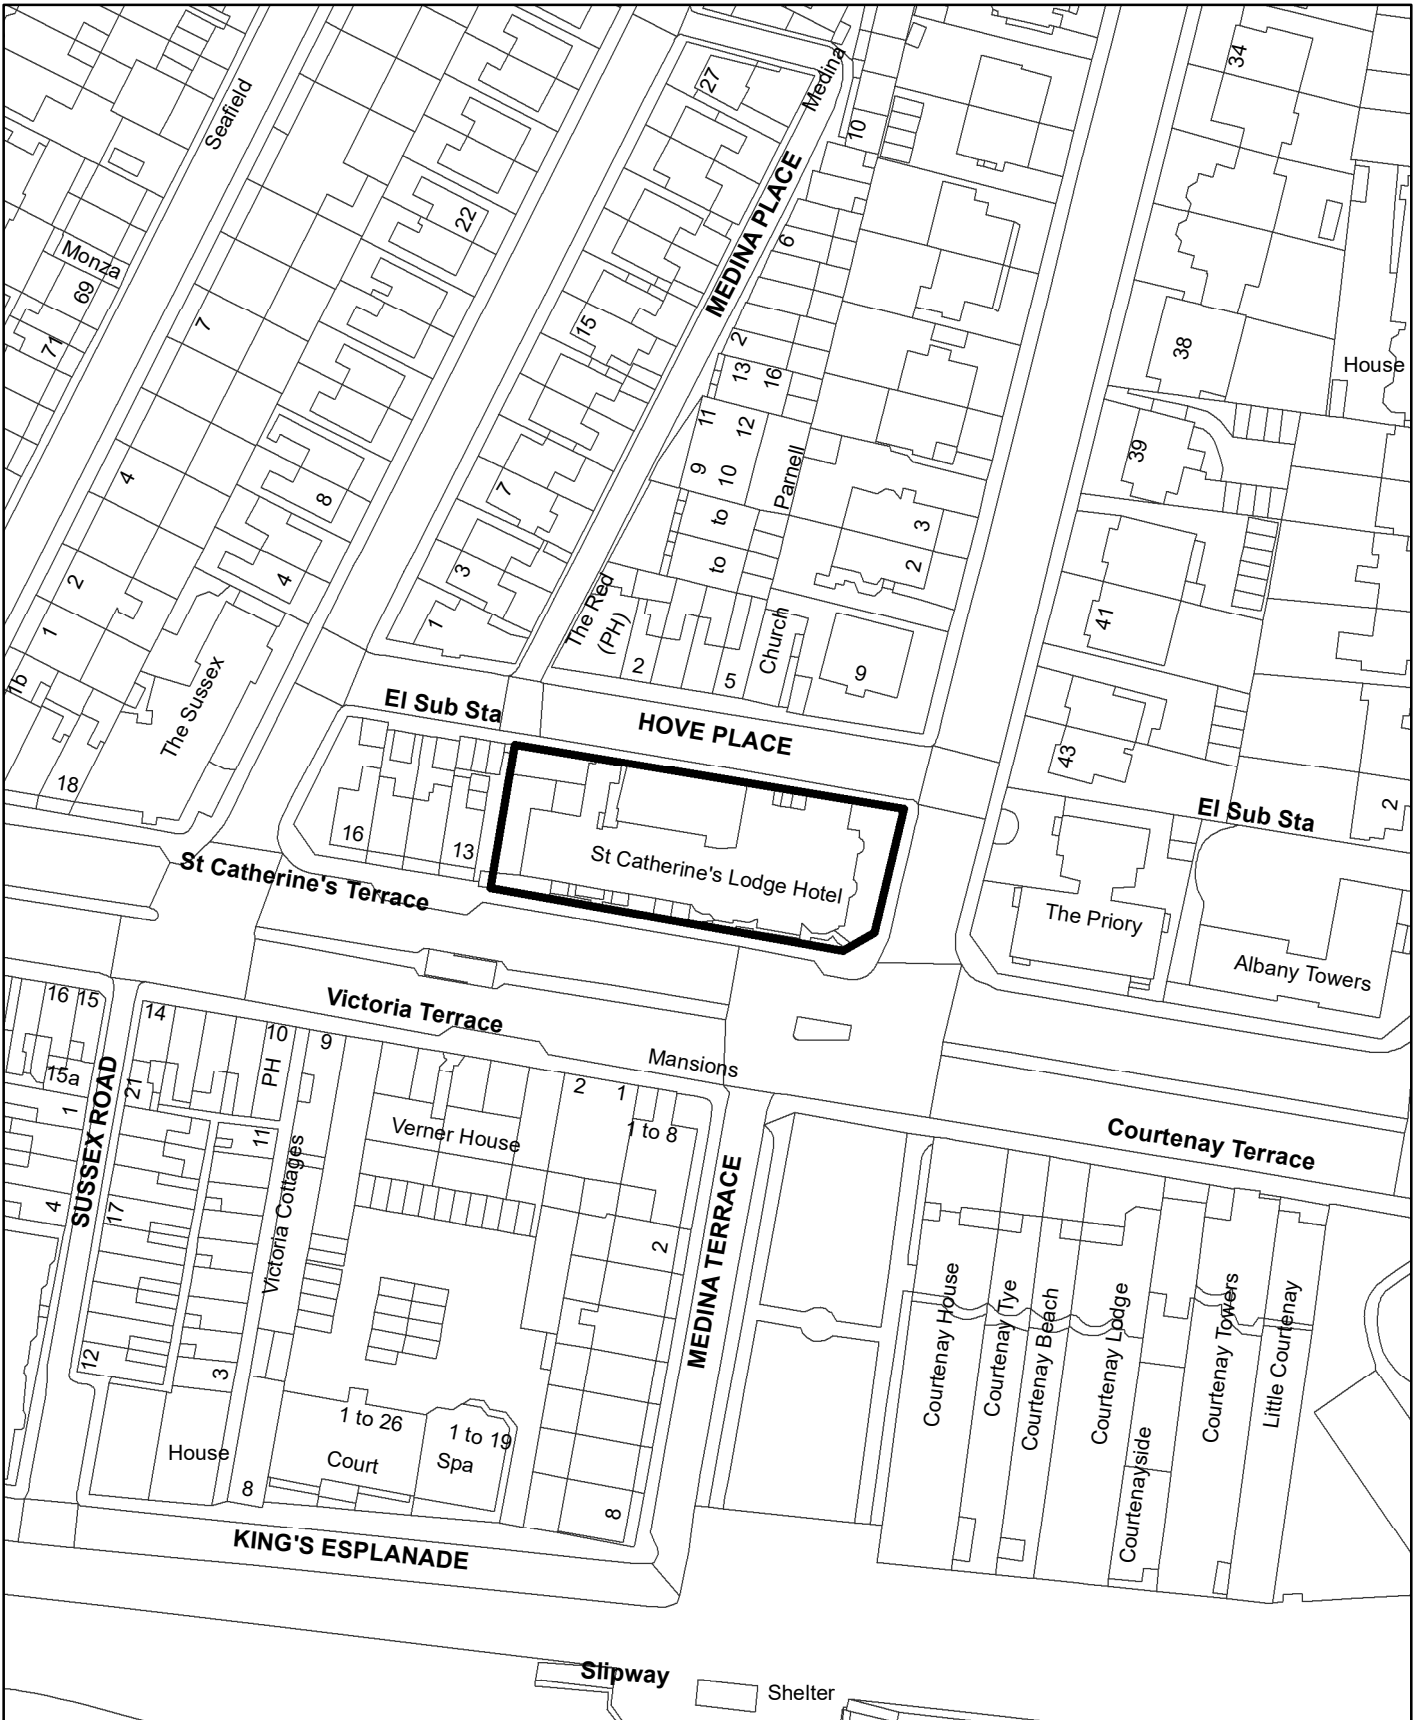 34
27
Medina
10
Seafield
MEDINA PLACE
22
6
Monza
69
7
15
2
71
38
House
13
16
11
12
39
9
10
Parnell
4
7
8
to
3
to
2
3
2
4
The Red
(PH)
1
41
1
Church
2
5
9
1b
The Sussex
El Sub Sta
HOVE PLACE
43
18
El Sub Sta
2
16
13
St Catherine's Lodge Hotel
St Catherine's Terrace
The Priory
Albany Towers
16
15
14
Victoria Terrace
10
9
PH
Mansions
15a
21
2
1
1
11
Verner House
1 to 8
Courtenay Terrace
SUSSEX ROAD
Victoria Cottages
4
17
MEDINA TERRACE
2
Courtenay House
Courtenay Tye
Courtenay Beach
Courtenay Lodge
Courtenayside
Courtenay Towers
Little Courtenay
12
3
1 to 26
1 to 19
House
Court
Spa
8
8
KING'S ESPLANADE
Slipway
Shelter